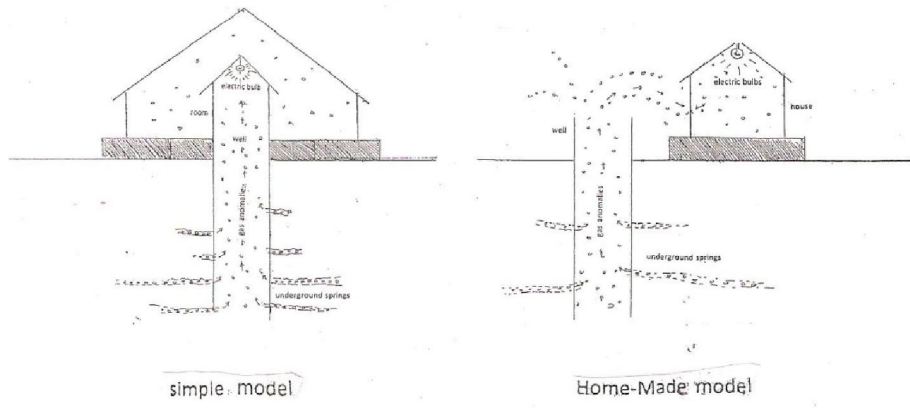 electric bulb
room
well
gas anomalies
underground springs
simple model
electric bulbs
house
well
gas anomalies
underground springs
Home-Made model